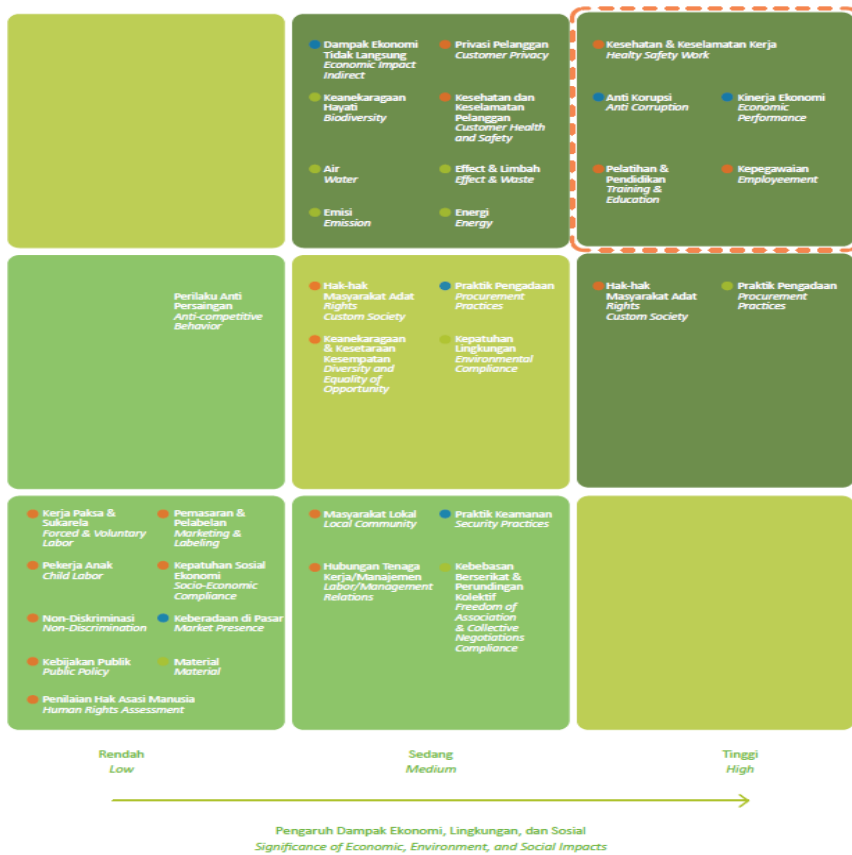 Dampak Ekonomi
Tidak Langsung
Economic Impact
Indirect
Privasi Pelanggan
Customer Privacy
Keanekaragaan
Hayati
Biodiversity
Kesehatan dan
Keselamatan
Pelanggan
Customer Health
and Safety
Air
Water
Effect & Limbah
Effect & Waste
Emisi
Emission
Energi
Energy
Kesehatan & Keselamatan Kerja
Healty Safety Work
Anti Korupsi
Anti Corruption
Kinerja Ekonomi
Economic
Performance
Pelatihan &
Pendidikan
Training &
Education
Kepegawaian
Employeement
Perilaku Anti
Persaingan
Anti-competitive
Behavior
Hak-hak
Masyarakat Adat
Rights
Custom Society
Praktik Pengadaan
Procurement
Practices
Keanekaragaan
& Kesetaraan
Kesempatan
Diversity and
Equality of
Opportunity
Kepatuhan
Lingkungan
Environmental
Compliance
Hak-hak
Masyarakat Adat
Rights
Custom Society
Praktik Pengadaan
Procurement
Practices
Kerja Paksa &
Sukarela
Forced & Voluntary
Labor
Pemasaran &
Pelabelan
Marketing &
Labeling
Pekerja Anak
Child Labor
Kepatuhan Sosial
Ekonomi
Socio-Economic
Compliance
Non-Diskriminasi
Non-Discrimination
Keberadaan di Pasar
Market Presence
Kebijakan Publik
Public Policy
Material
Material
Penilaian Hak Asasi Manusia
Human Rights Assessment
Masyarakat Lokal
Local Community
Praktik Keamanan
Security Practices
Hubungan Tenaga
Kerja/Manajemen
Labor/Management
Relations
Kebebasan
Berserikat &
Perundingan
Kolektif
Freedom of
Association
& Collective
Negotiations
Compliance
Rendah
Low
Sedang
Medium
Tinggi
High
Pengaruh Dampak Ekonomi, Lingkungan, dan Sosial
Significance of Economic, Environment, and Social Impacts